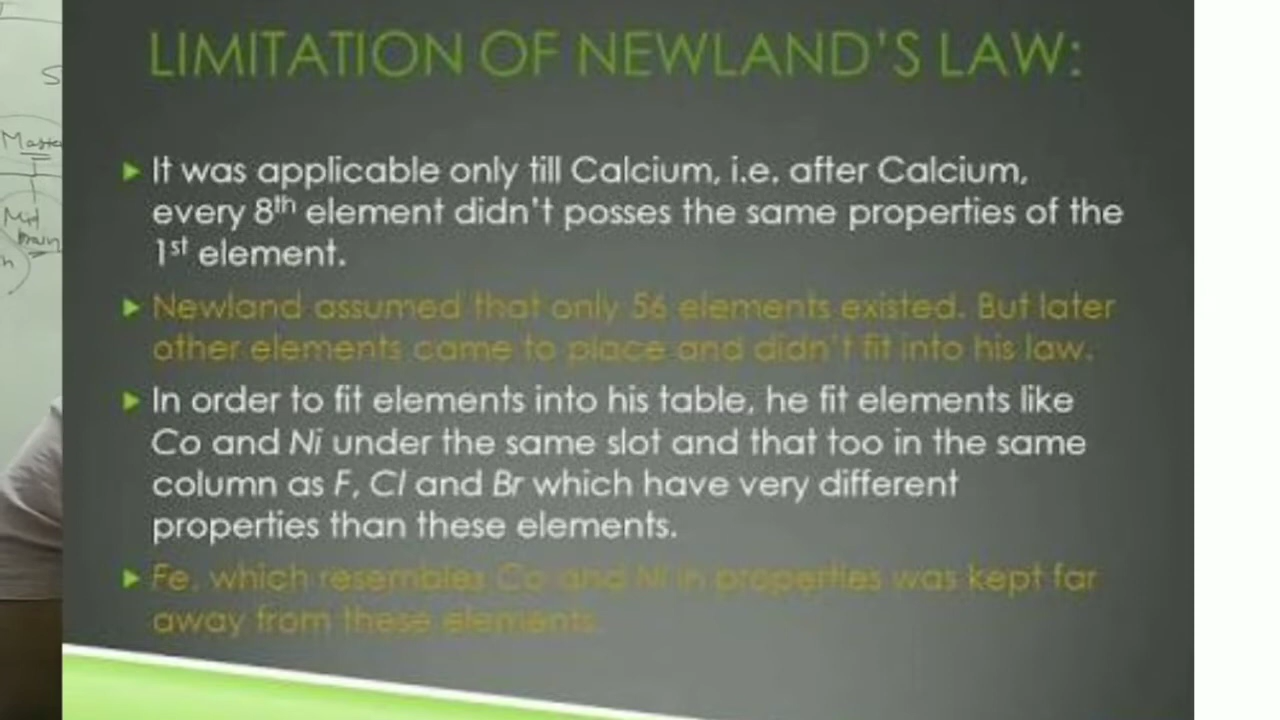 LIMITATION OF NEWLAND'S LAW:
It was applicable only till Calcium, i.e. after Calcium,
every 8th element didn't posses the same properties of the
1st element.
Newland assumed that only 56 elements existed. But later
other elements came to place and didn't fit into his law.
In order to fit elements into his table, he fit elements like
Co and Ni under the same slot and that too in the same
column as F, Cl and Br which have very different
properties than these elements.
Fe, which resembles Co and Ni in properties was kept far
away from these elements.